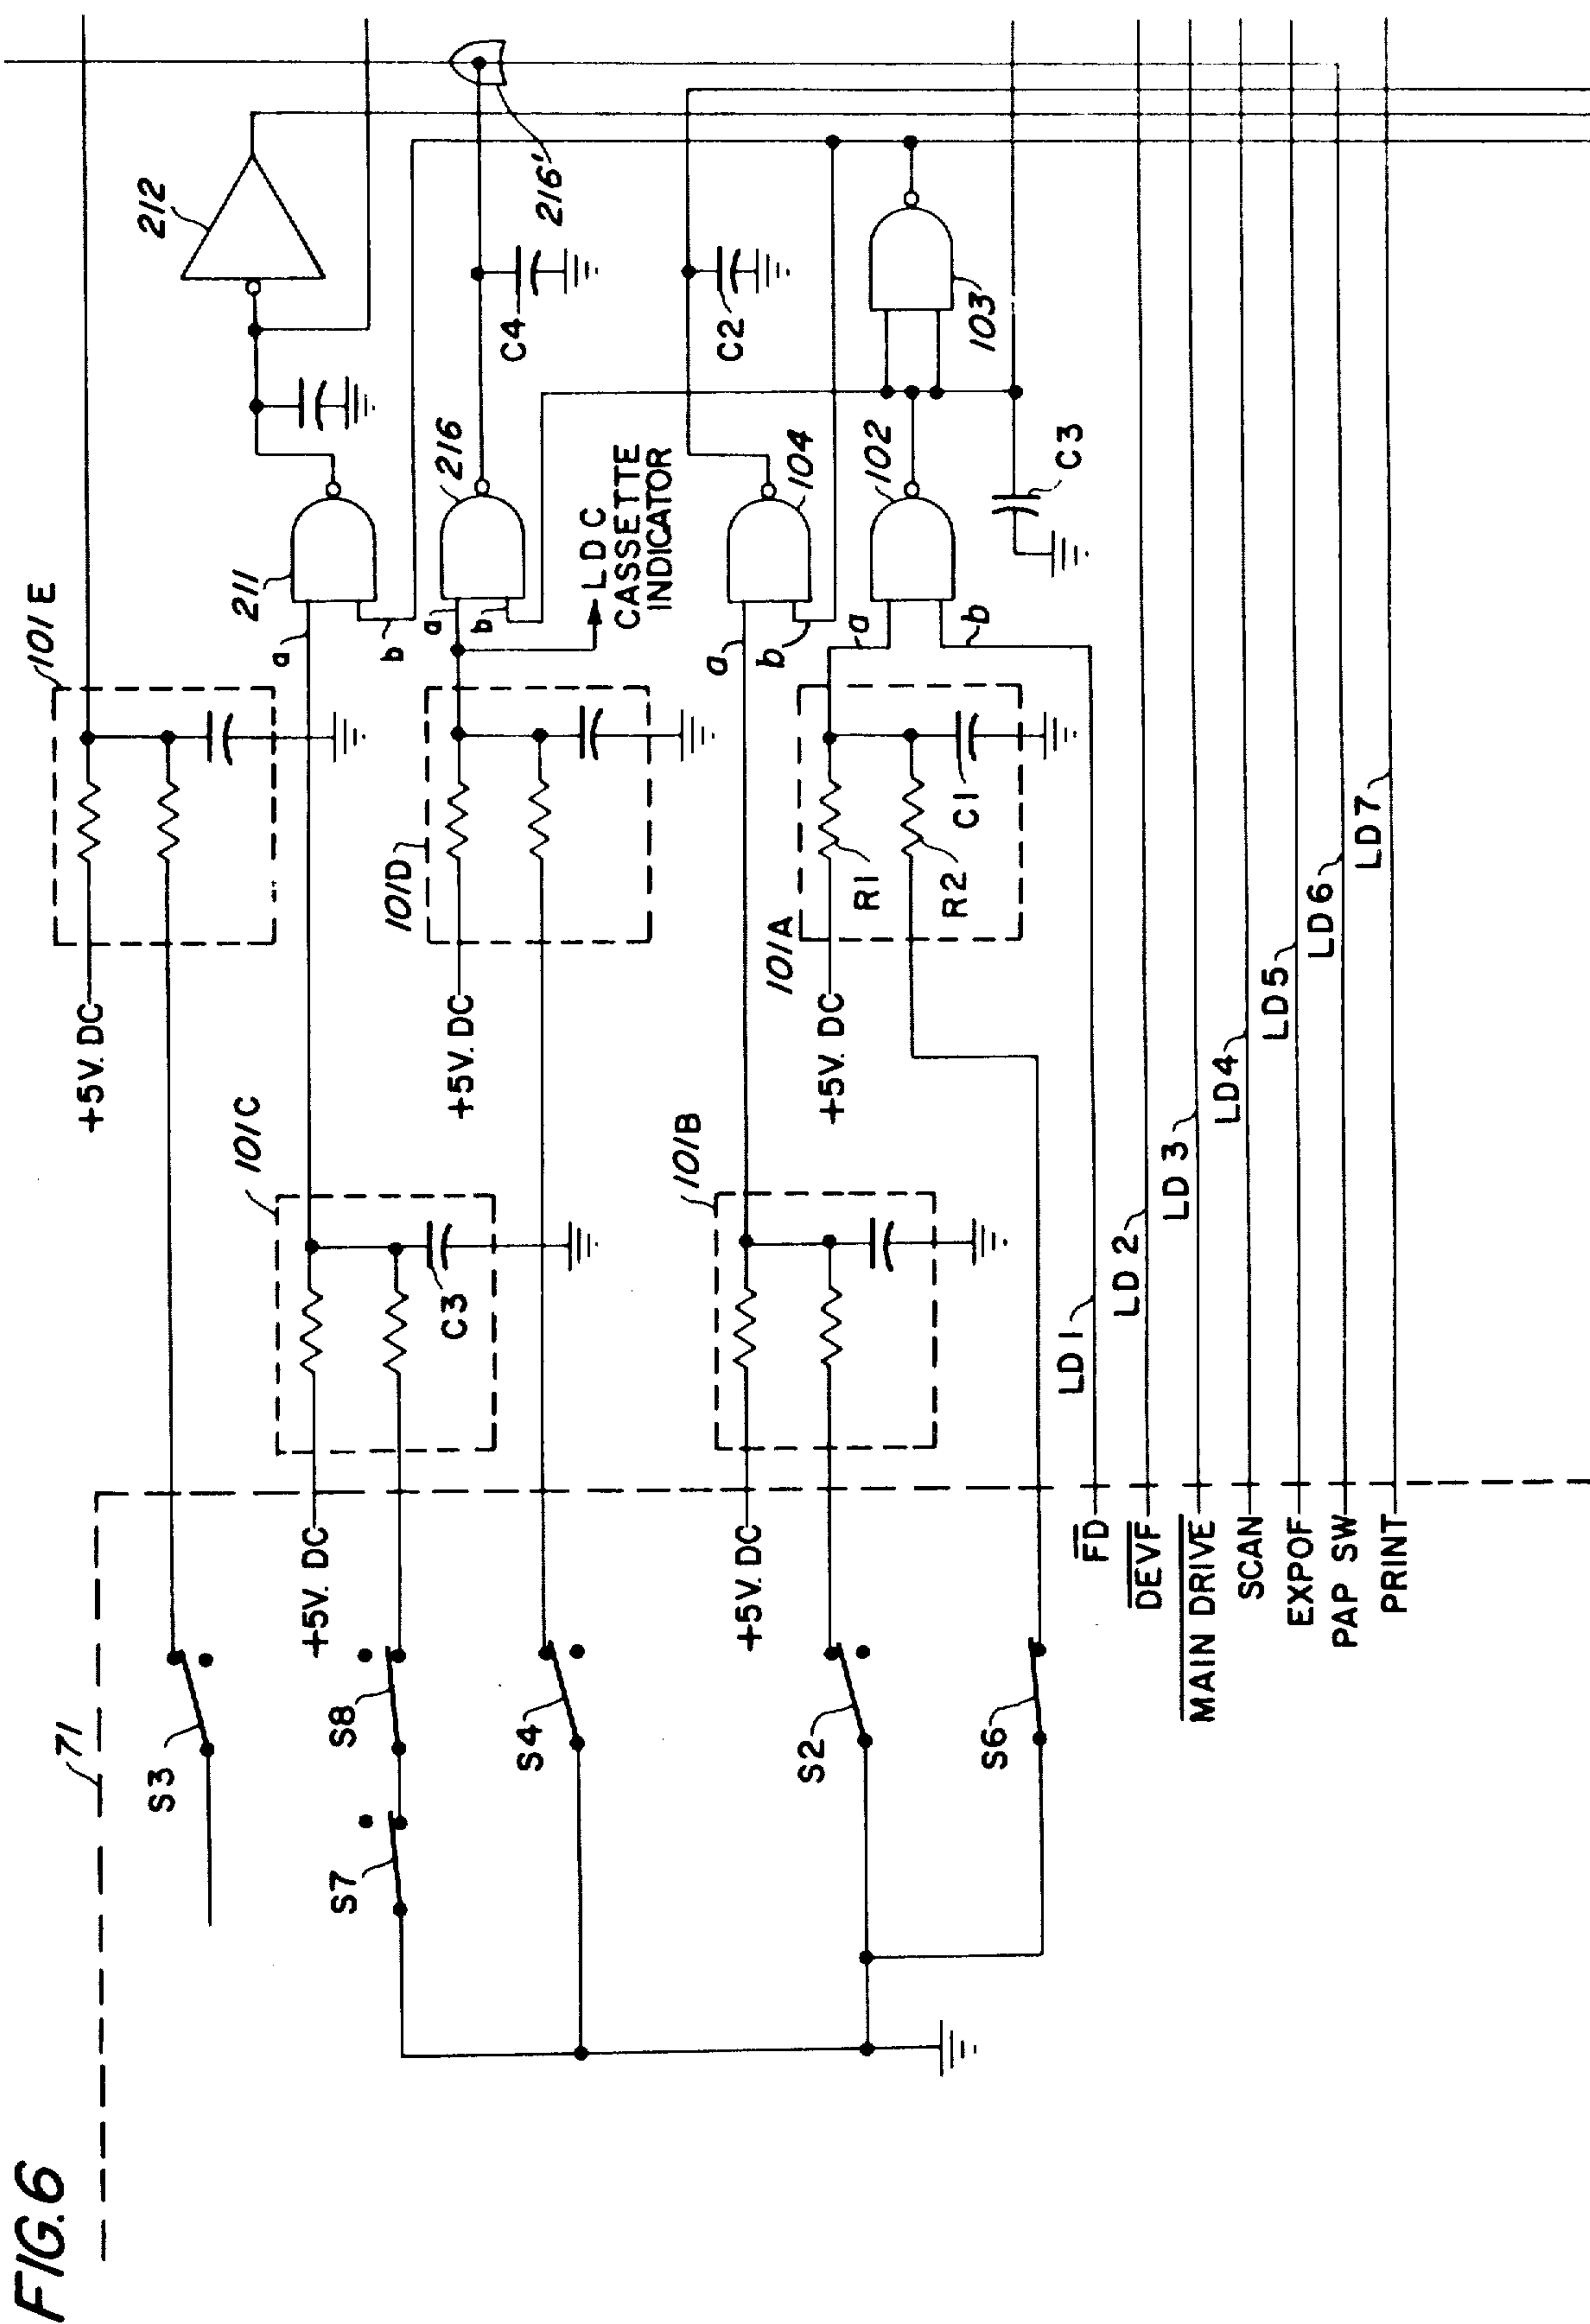 FIG.6
71
S3
S7
S8
S4
S2
S6
+5V.DC
101E
+5V.DC
101C
C3
+5V.DC
101D
+5V.DC
101B
+5V.DC
101A
R1
R2
C1
211
a
b
212
216
a
b
LDC
CASSETTE
INDICATOR
C4
216'
104
a
b
C2
102
a
b
103
C3
FD
LD1
DEVF
LD2
MAIN DRIVE
LD3
SCAN
LD4
EXPOF
LD5
PAP SW
LD6
PRINT
LD7